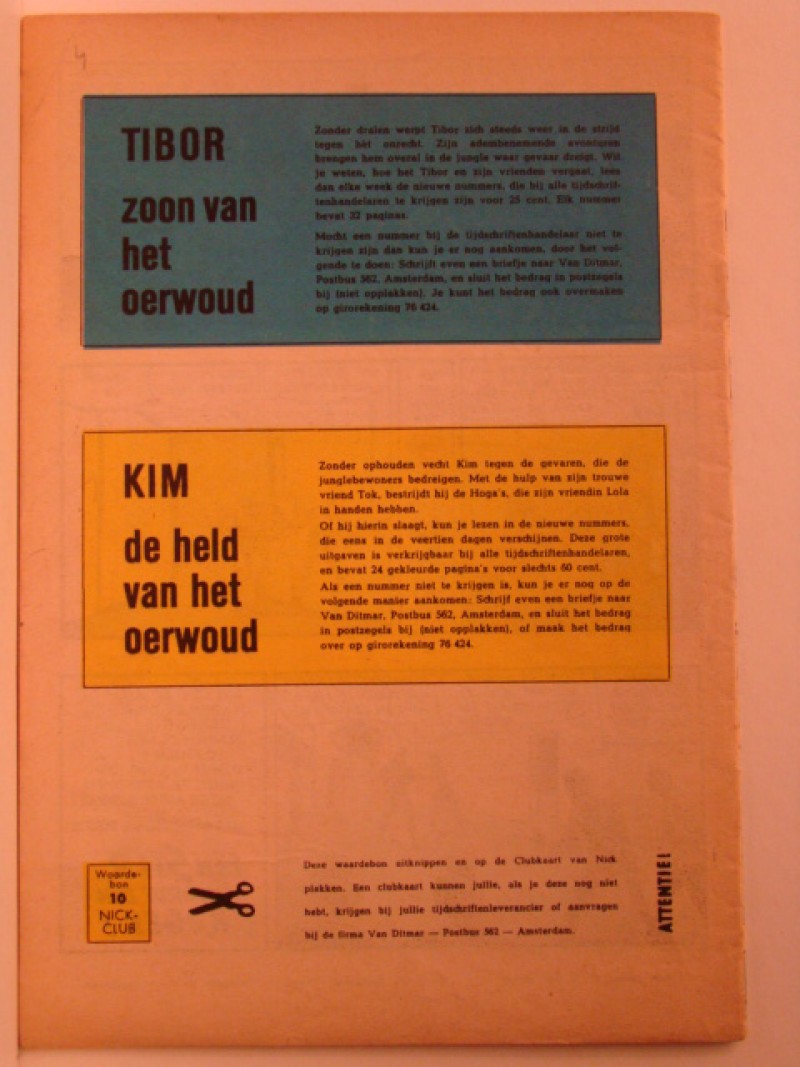 4
TIBOR
zoon van
het
oerwoud
Zonder dralen werpt Tibor zich steeds weer in de strijd
tegen hèt onrecht. Zijn adembenemende avonturen
brengen hem overal in de jungle waar gevaar dreigt. Wil
je weten, hoe het Tibor en zijn vrienden vergaat, lees
dan elke week de nieuwe nummers, die bij alle tijdschrif-
tenhandelaren te krijgen zijn voor 25 cent. Elk nummer
bevat 32 paginas.
Mocht een nummer bij de tijdschriftenhandelaar niet te
krijgen zijn dan kun je er nog aankomen, door het vol-
gende te doen: Schrijft even een briefje naar Van Ditmar,
Postbus 562, Amsterdam, en sluit het bedrag in postzegels
bij (niet opplakken). Je kunt het bedrag ook overmaken
op girorekening 76 424.
KIM
de held
van het
oerwoud
Zonder ophouden vecht Kim tegen de gevaren, die de
junglebewoners bedreigen. Met de hulp van zijn trouwe
vriend Tok, bestrijdt hij de Hoga's, die zijn vriendin Lola
in handen hebben.
Of hij hierin slaagt, kun je lezen in de nieuwe nummers.
die eens in de veertien dagen verschijnen. Deze grote
uitgaven is verkrijgbaar bij alle tijdschriftenhandelaren,
en bevat 24 gekleurde pagina's voor slechts 60 cent.
Als een nummer niet te krijgen is, kun je er nog op de
volgende manier aankomen: Schrijf even een briefje naar
Van Ditmar, Postbus 562, Amsterdam, en sluit het bedrag
in postzegels bij (niet opplakken), of maak het bedrag
over op girorekening 76 424.
Waarde-
bon
10
NICK-
CLUB
Deze waardebon uitknippen en op de Clubkaart van Nick
plakken. Een clubkaart kunnen jullie, als je deze nog niet
hebt, krijgen bij jullie tijdschriftenleverancier of aanvragen
bij de firma Van Ditmar — Postbus 562 — Amsterdam.
ATTENTIE!